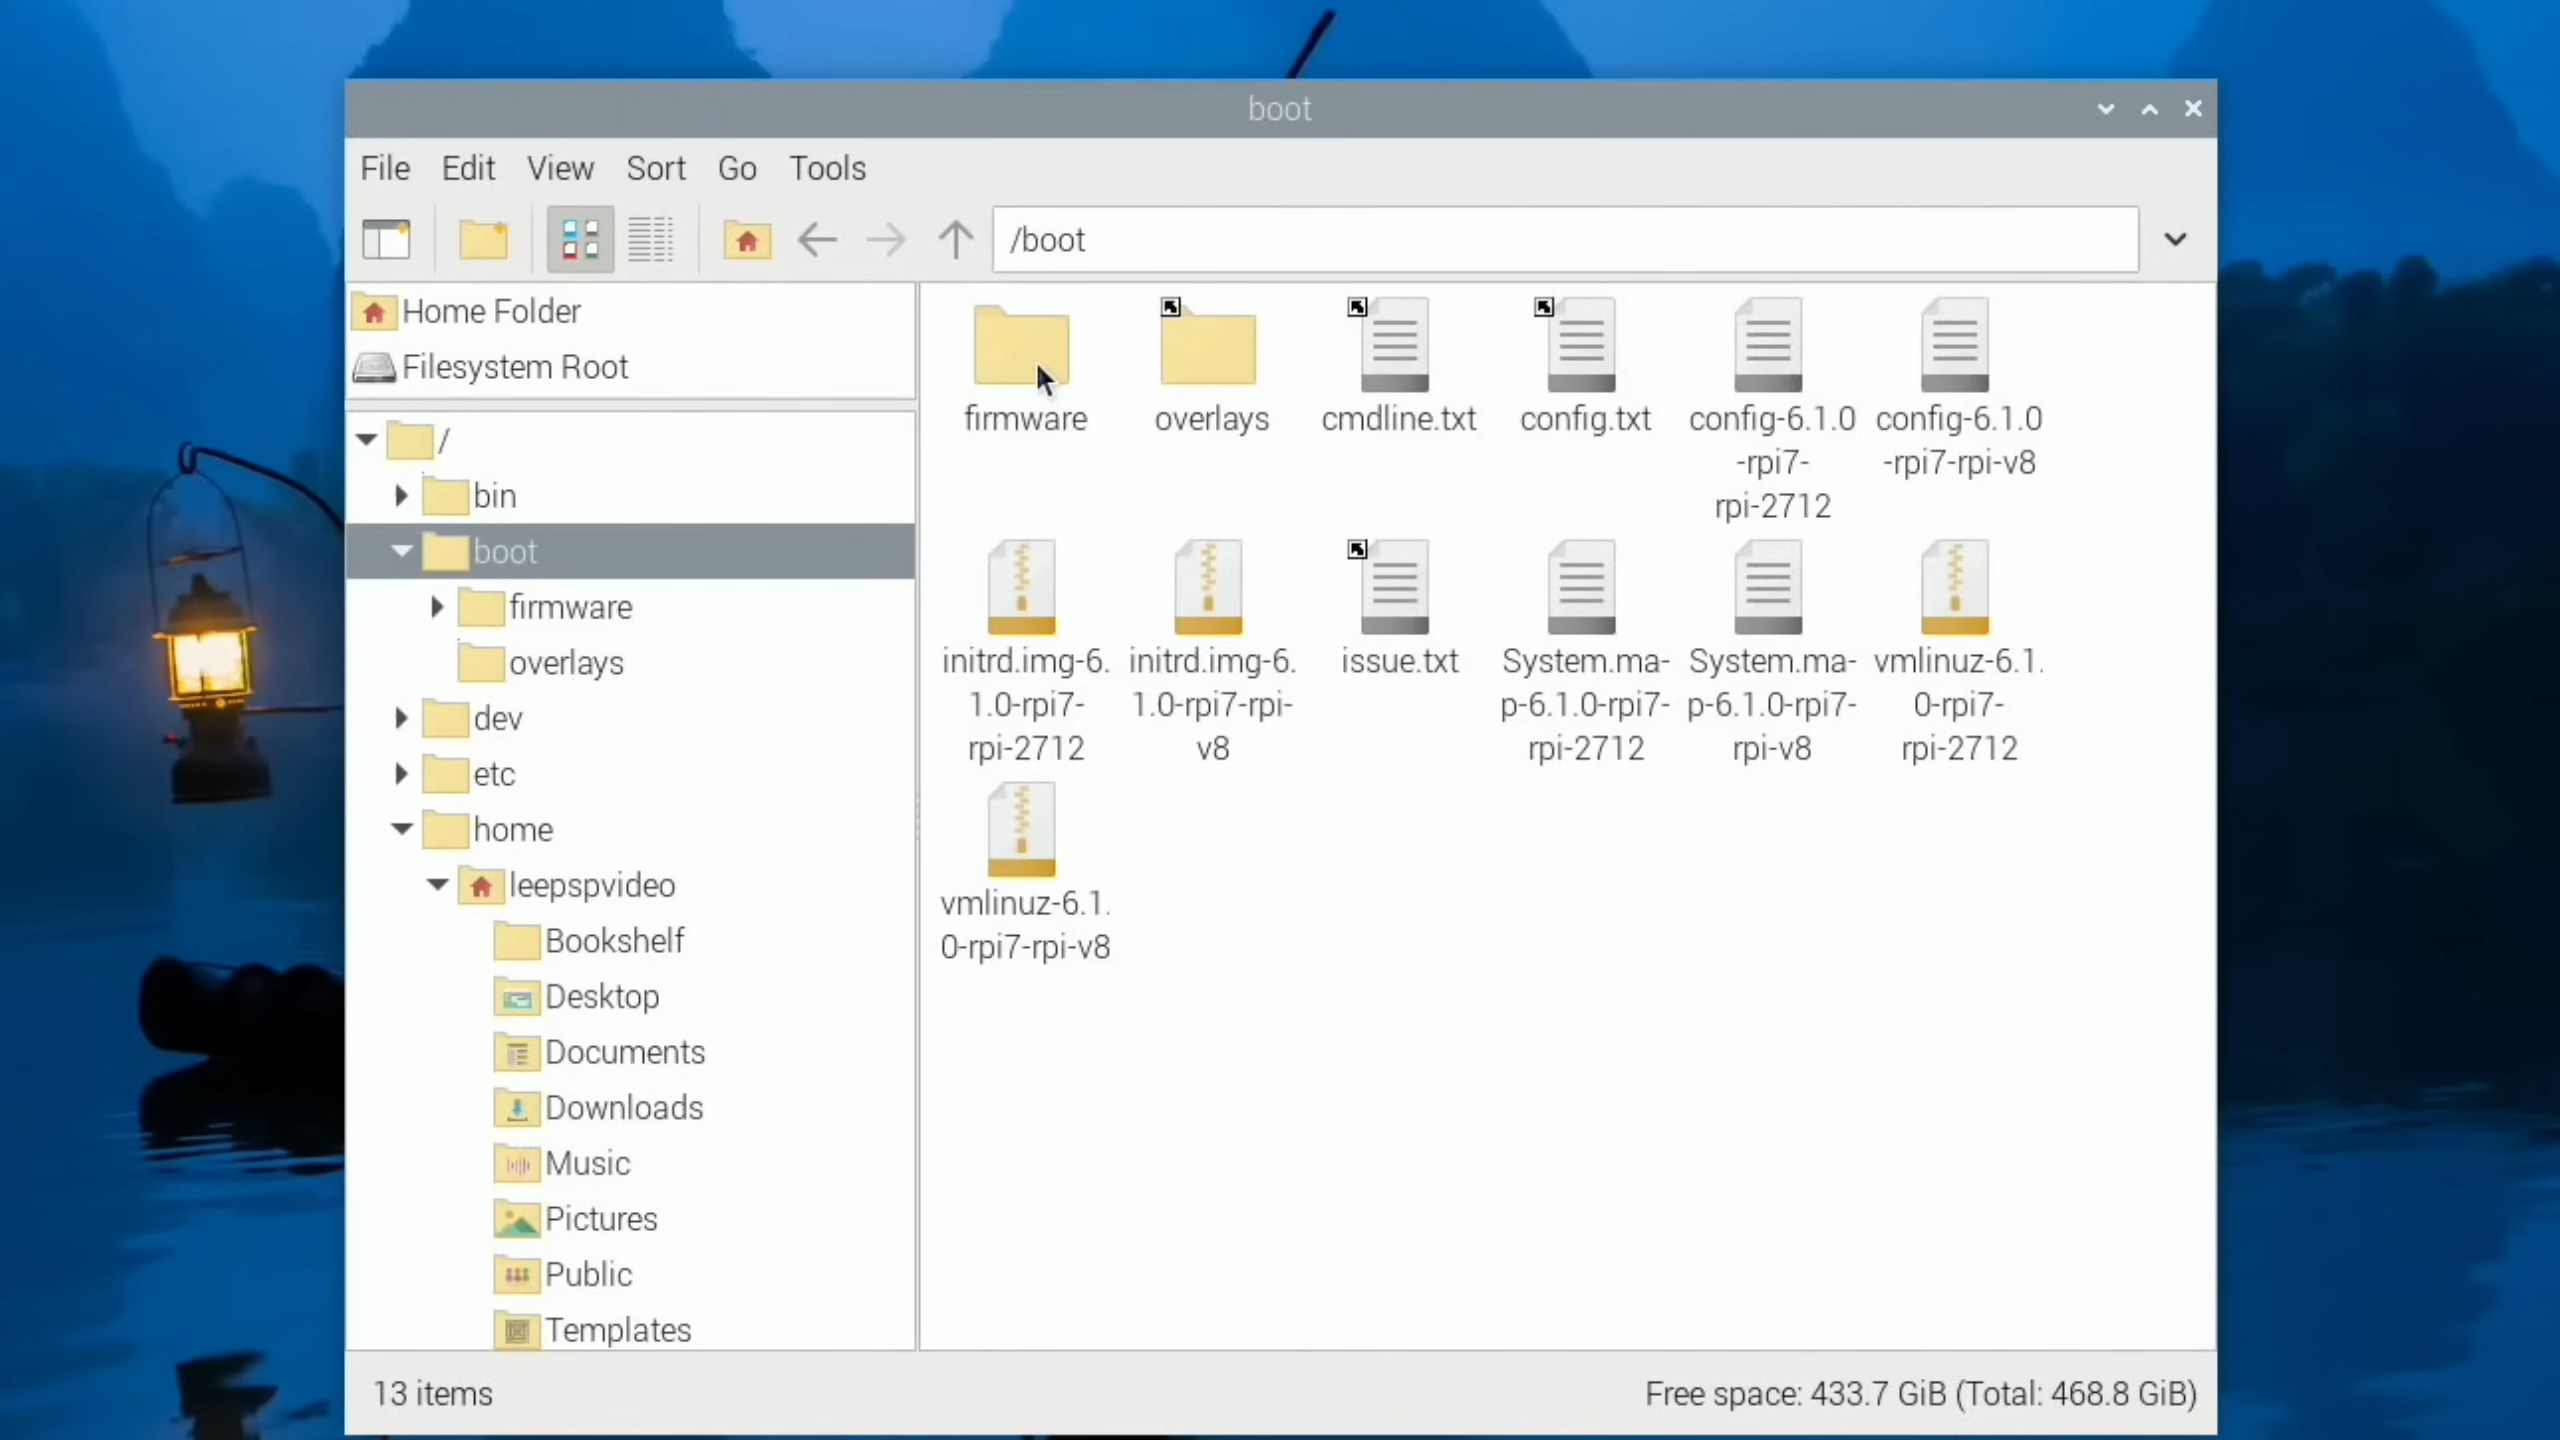 boot
File Edit View Sort Go Tools
/boot
Home Folder
Filesystem Root
/
bin
boot
firmware
overlays
dev
etc
home
leepspvideo
Bookshelf
Desktop
Documents
Downloads
Music
Pictures
Public
Templates
firmware
overlays
cmdline.txt
config.txt
config-6.1.0
-rpi7-
rpi-2712
config-6.1.0
-rpi7-rpi-v8
initrd.img-6.
1.0-rpi7-
rpi-2712
initrd.img-6.
1.0-rpi7-rpi-
v8
issue.txt
System.ma-
p-6.1.0-rpi7-
rpi-2712
System.ma-
p-6.1.0-rpi7-
rpi-v8
vmlinuz-6.1.
0-rpi7-
rpi-2712
vmlinuz-6.1.
0-rpi7-rpi-v8
13 items
Free space: 433.7 GiB (Total: 468.8 GiB)